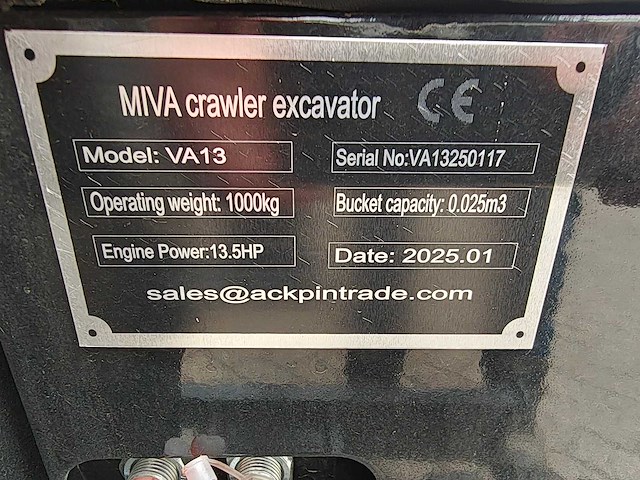 MIVA crawler excavator CE
Model: VA13 Serial No:VA13250117
Operating weight: 1000kg Bucket capacity: 0.025m3
Engine Power:13.5HP Date: 2025.01
sales@ackpintrade.com